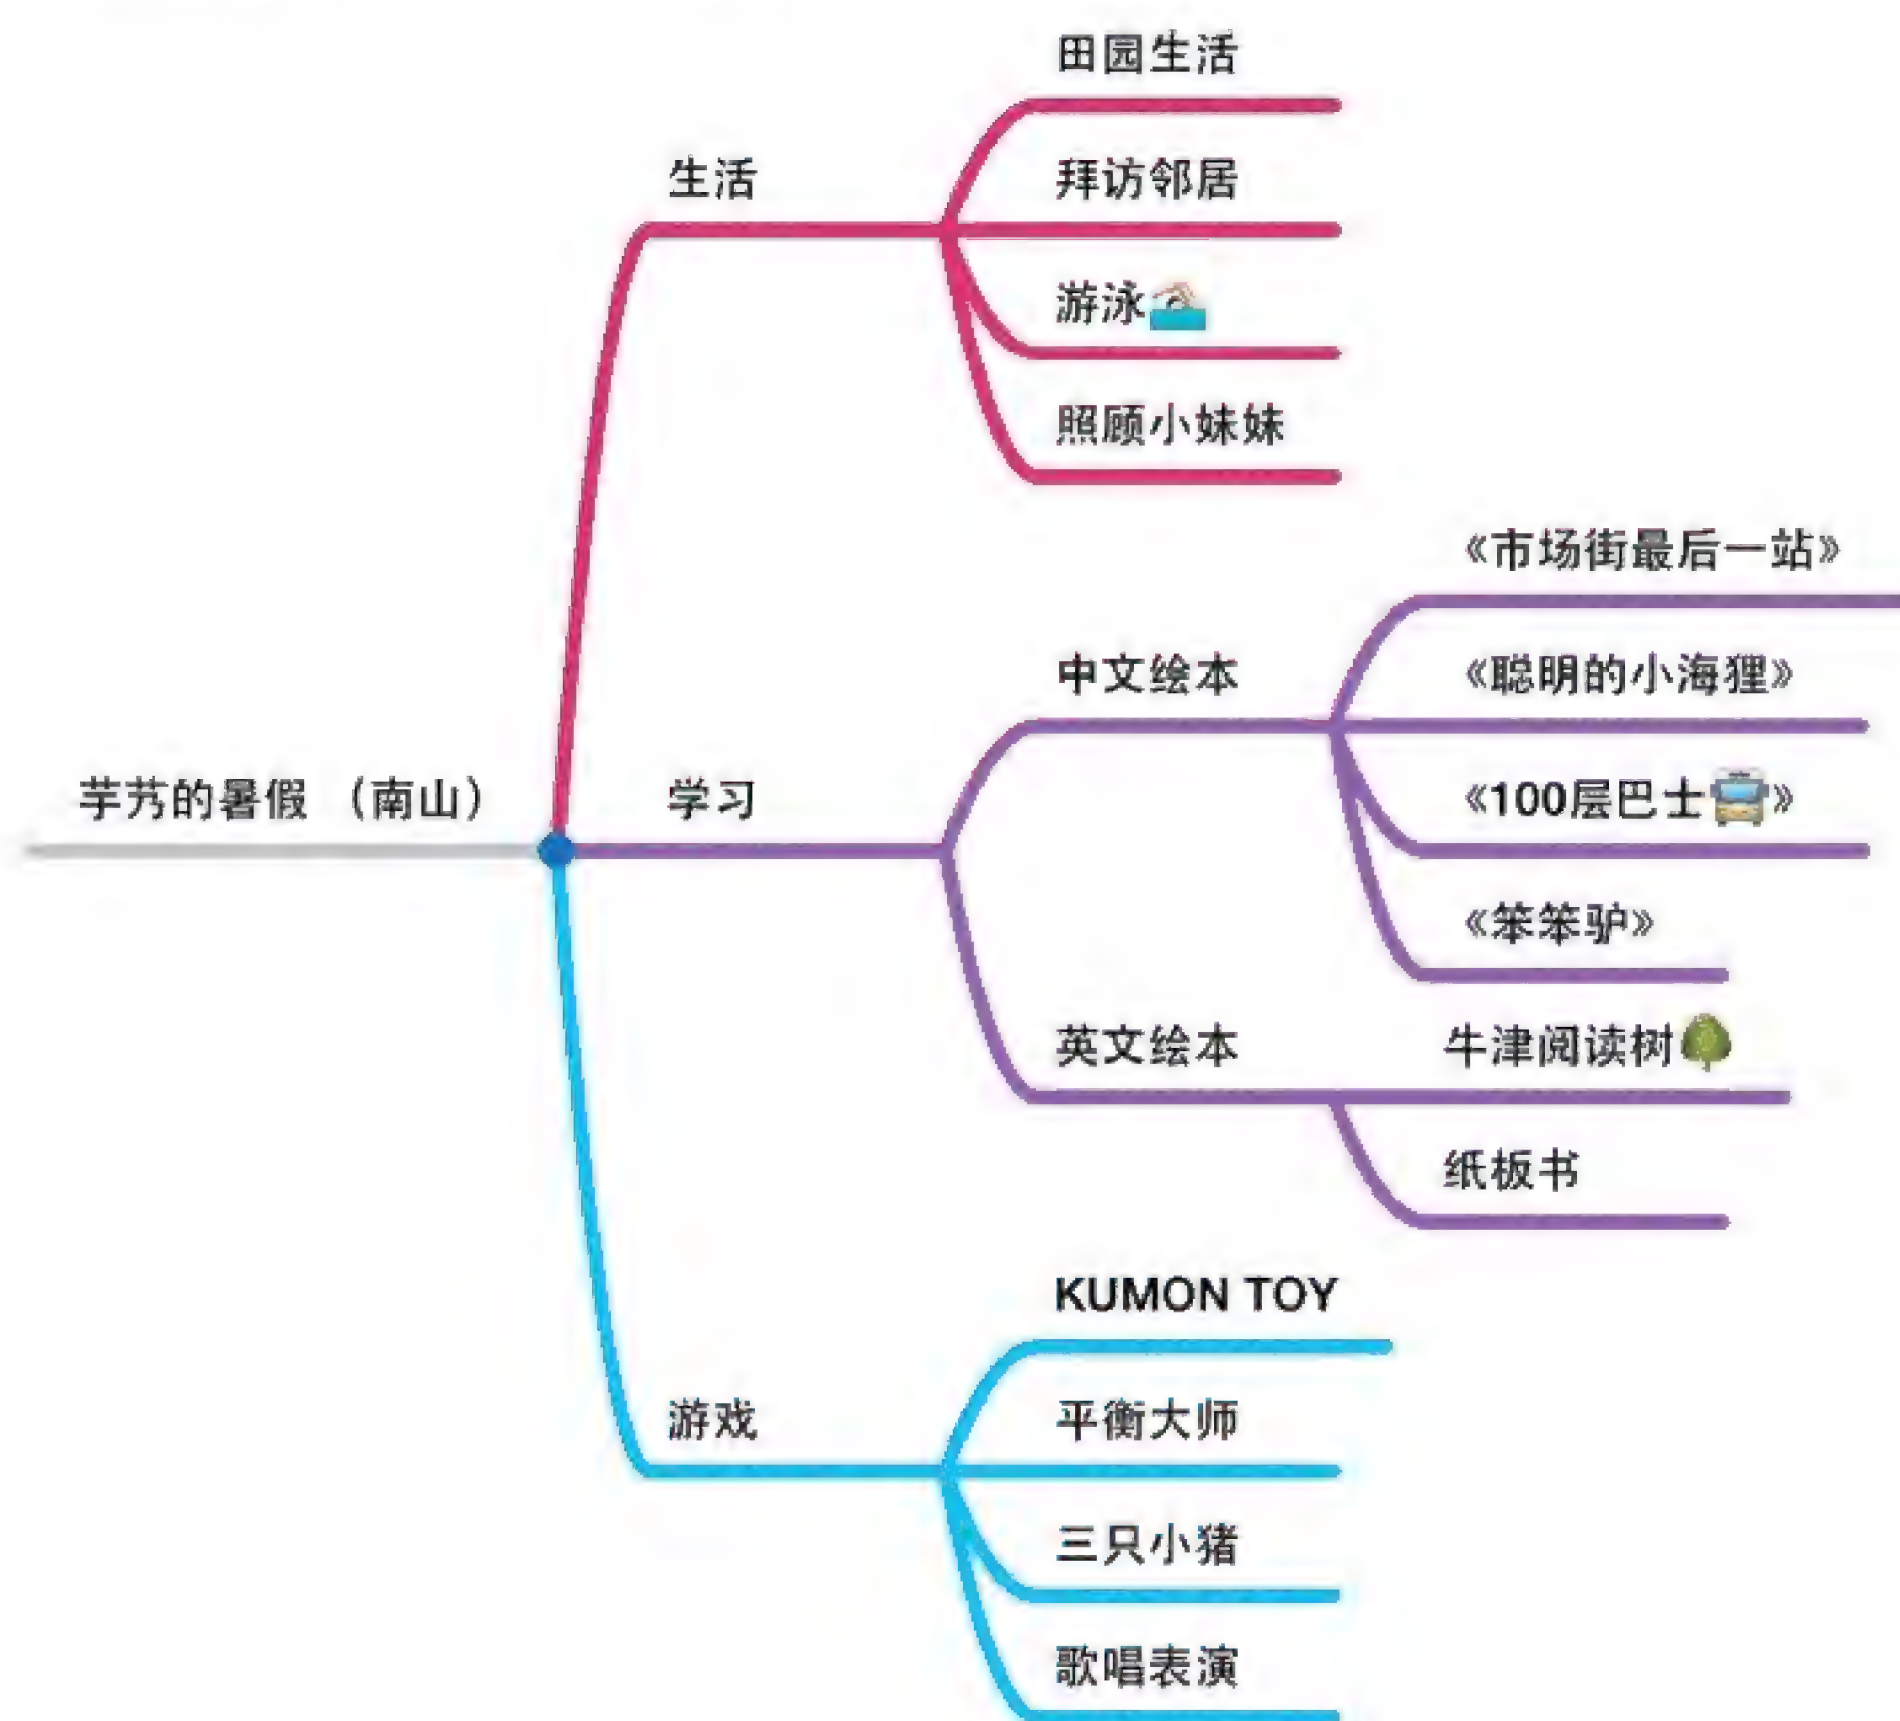 田园生活
生活
拜访邻居
游泳🏊
照顾小妹妹
《市场街最后一站》
中文绘本
《聪明的小海狸》
芋艿的暑假 （南山）
学习
《100层巴士🚍》
《笨笨驴》
英文绘本
牛津阅读树🌳
纸板书
KUMON TOY
游戏
平衡大师
三只小猪
歌唱表演